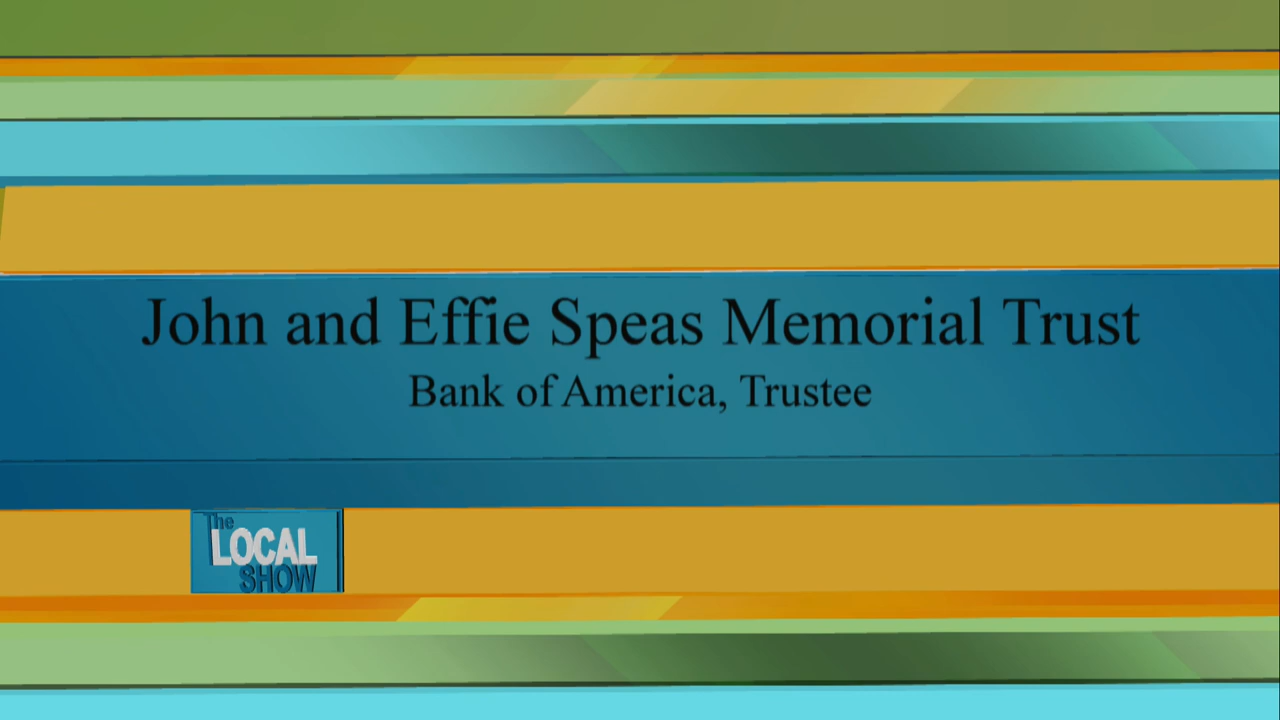 John and Effie Speas Memorial Trust
Bank of America, Trustee
The
LOCAL
SHOW